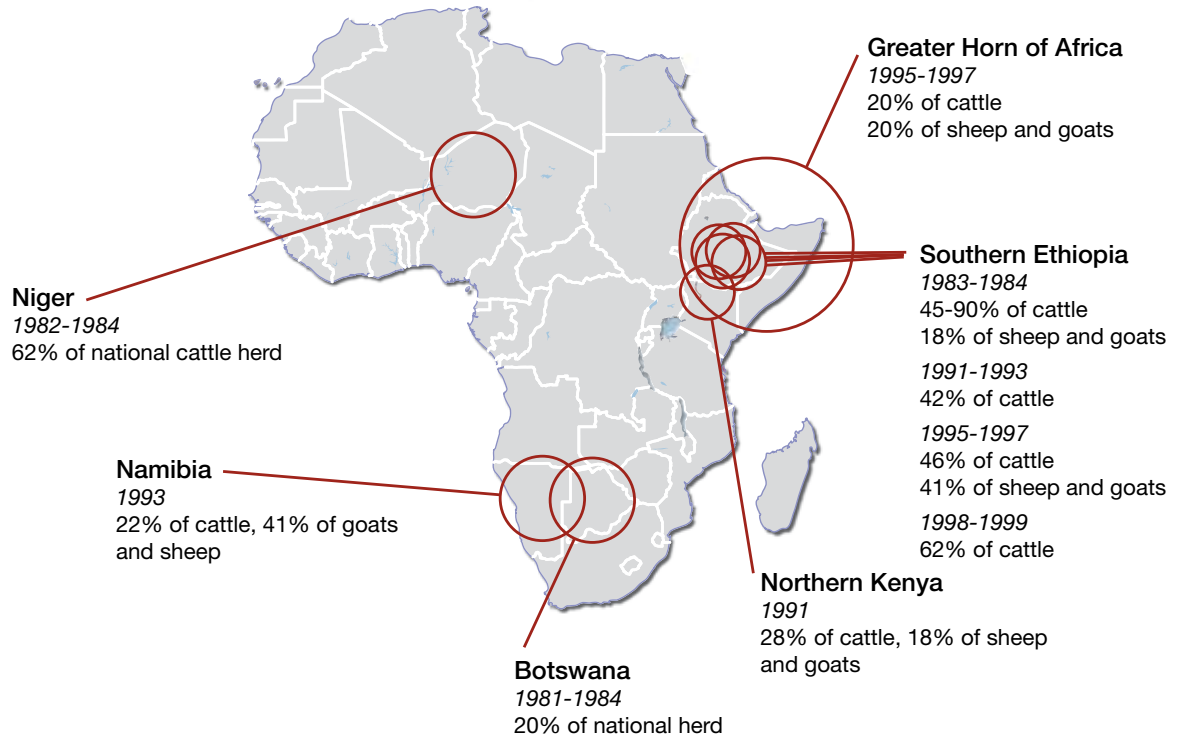 Greater Horn of Africa
1995-1997
20% of cattle
20% of sheep and goats
Southern Ethiopia
1983-1984
45-90% of cattle
18% of sheep and goats
1991-1993
42% of cattle
1995-1997
46% of cattle
41% of sheep and goats
1998-1999
62% of cattle
Niger
1982-1984
62% of national cattle herd
Namibia
1993
22% of cattle, 41% of goats
and sheep
Northern Kenya
1991
28% of cattle, 18% of sheep
and goats
Botswana
1981-1984
20% of national herd